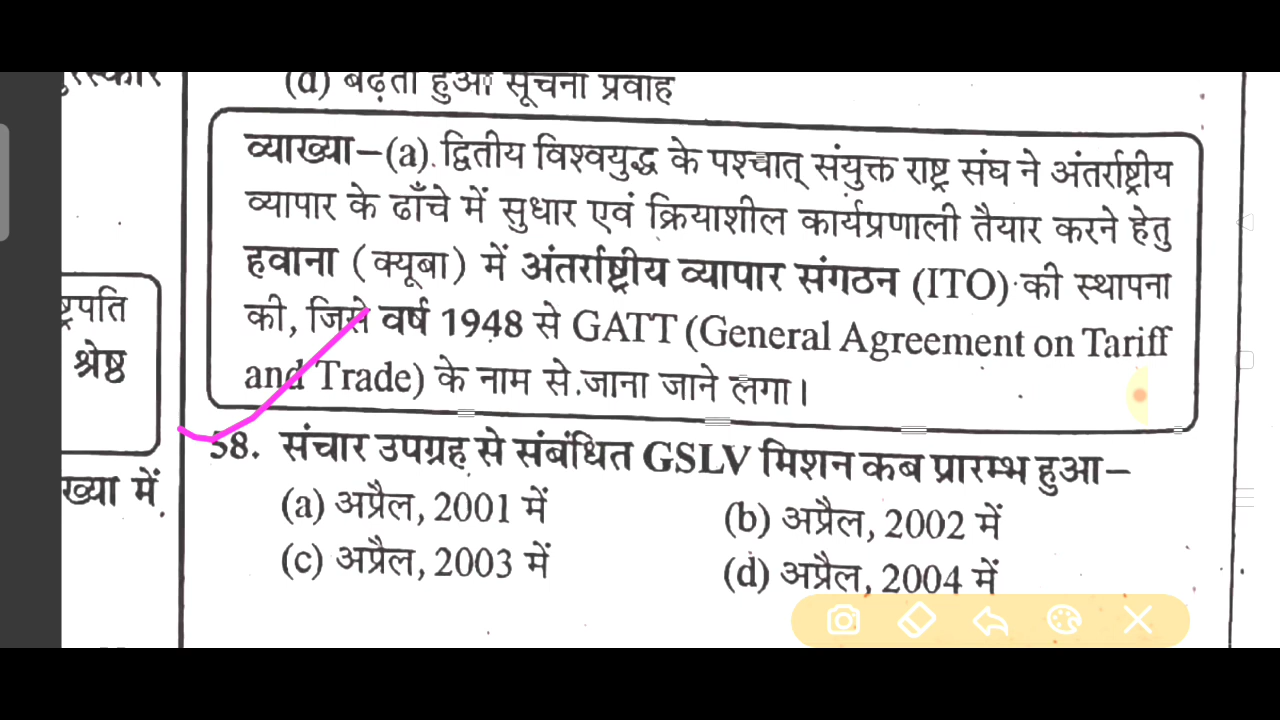 (d) बढ़ता हुआ सूचना प्रवाह
व्याख्या–(a) द्वितीय विश्वयुद्ध के पश्चात् संयुक्त राष्ट्र संघ ने अंतर्राष्ट्रीय
व्यापार के ढाँचे में सुधार एवं क्रियाशील कार्यप्रणाली तैयार करने हेतु
हवाना (क्यूबा) में अंतर्राष्ट्रीय व्यापार संगठन (ITO) की स्थापना
की, जिसे वर्ष 1948 से GATT (General Agreement on Tariff
and Trade) के नाम से जाना जाने लगा।
58. संचार उपग्रह से संबंधित GSLV मिशन कब प्रारम्भ हुआ–
(a) अप्रैल, 2001 में (b) अप्रैल, 2002 में
(c) अप्रैल, 2003 में (d) अप्रैल, 2004 में
श्रेष्ठ
में